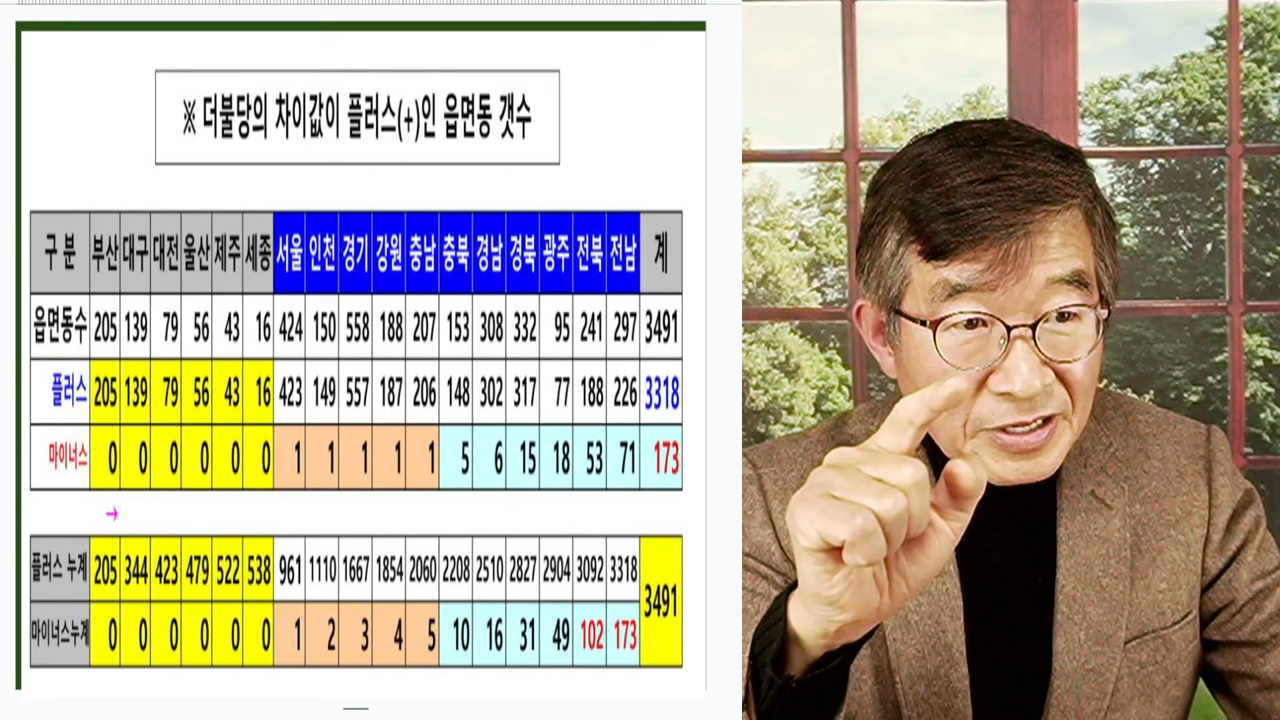 ※ 더불당의 차이값이 플러스(+)인 읍면동 갯수
구 분 부산 대구 대전 울산 제주 세종 서울 인천 경기 강원 충남 충북 경남 경북 광주 전북 전남 계
읍면동수 205 139 79 56 43 16 424 150 558 188 207 153 308 332 95 241 297 3491
플러스 205 139 79 56 43 16 423 149 557 187 206 148 302 317 77 188 226 3318
마이너스 0 0 0 0 0 0 1 1 1 1 1 5 6 15 18 53 71 173
→
플러스 누계 205 344 423 479 522 538 961 1110 1667 1854 2060 2208 2510 2827 2904 3092 3318 3491
마이너스누계 0 0 0 0 0 0 1 2 3 4 5 10 16 31 49 102 173